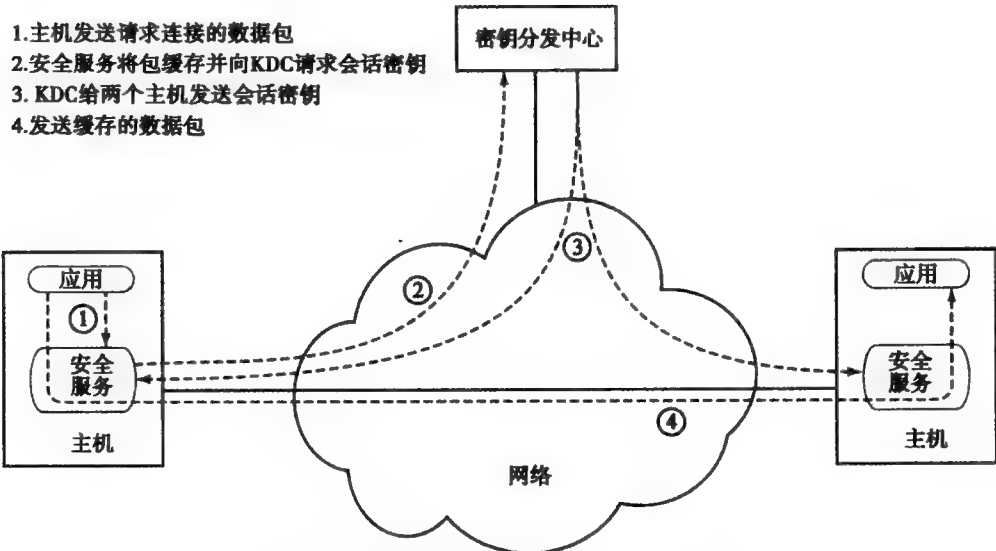 1.主机发送请求连接的数据包
2.安全服务将包缓存并向KDC请求会话密钥
3. KDC给两个主机发送会话密钥
4.发送缓存的数据包
密钥分发中心
③
②
应用
①
安全
服务
主机
应用
安全
服务
主机
④
网络